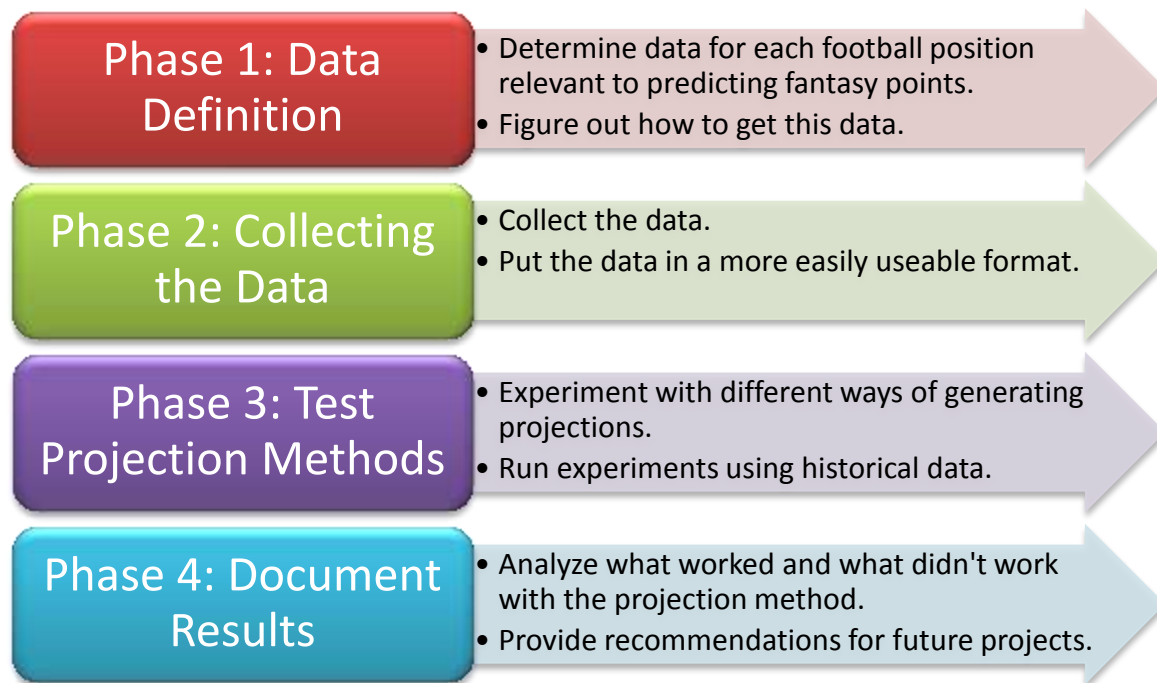 Phase 1: Data
Definition
• Determine data for each football position
relevant to predicting fantasy points.
• Figure out how to get this data.
Phase 2: Collecting
the Data
• Collect the data.
• Put the data in a more easily useable format.
Phase 3: Test
Projection Methods
• Experiment with different ways of generating
projections.
• Run experiments using historical data.
Phase 4: Document
Results
• Analyze what worked and what didn't work
with the projection method.
• Provide recommendations for future projects.